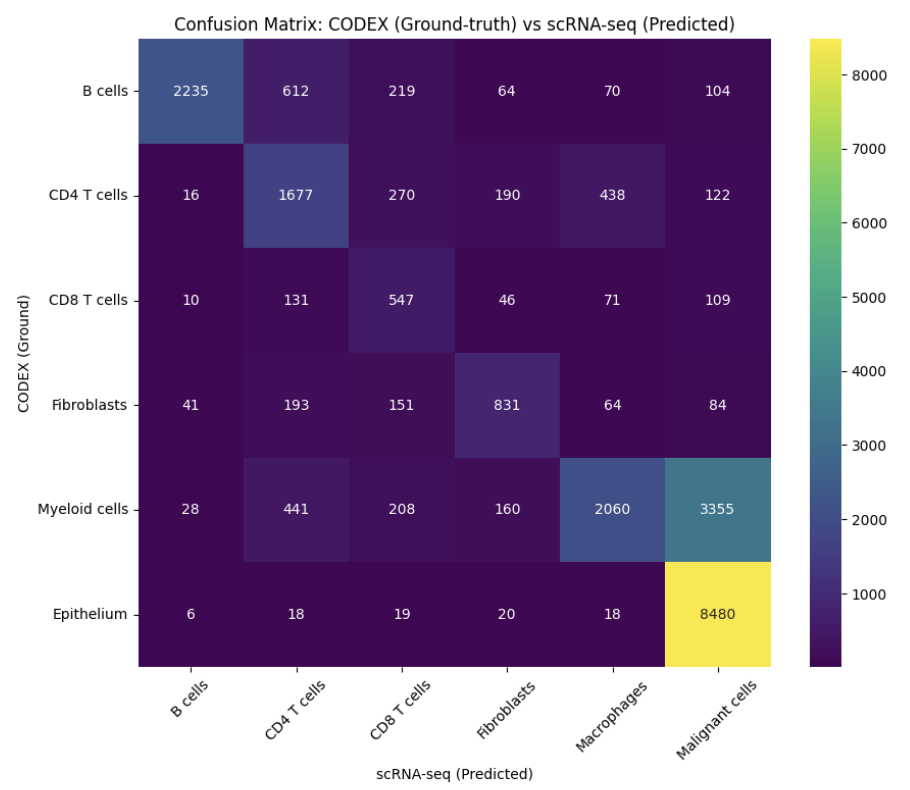 Confusion Matrix: CODEX (Ground-truth) vs scRNA-seq (Predicted)
CODEX (Ground)
B cells 2235 612 219 64 70 104
CD4 T cells 16 1677 270 190 438 122
CD8 T cells 10 131 547 46 71 109
Fibroblasts 41 193 151 831 64 84
Myeloid cells 28 441 208 160 2060 3355
Epithelium 6 18 19 20 18 8480
B cells CD4 T cells CD8 T cells Fibroblasts Macrophages Malignant cells
scRNA-seq (Predicted)
8000
7000
6000
5000
4000
3000
2000
1000